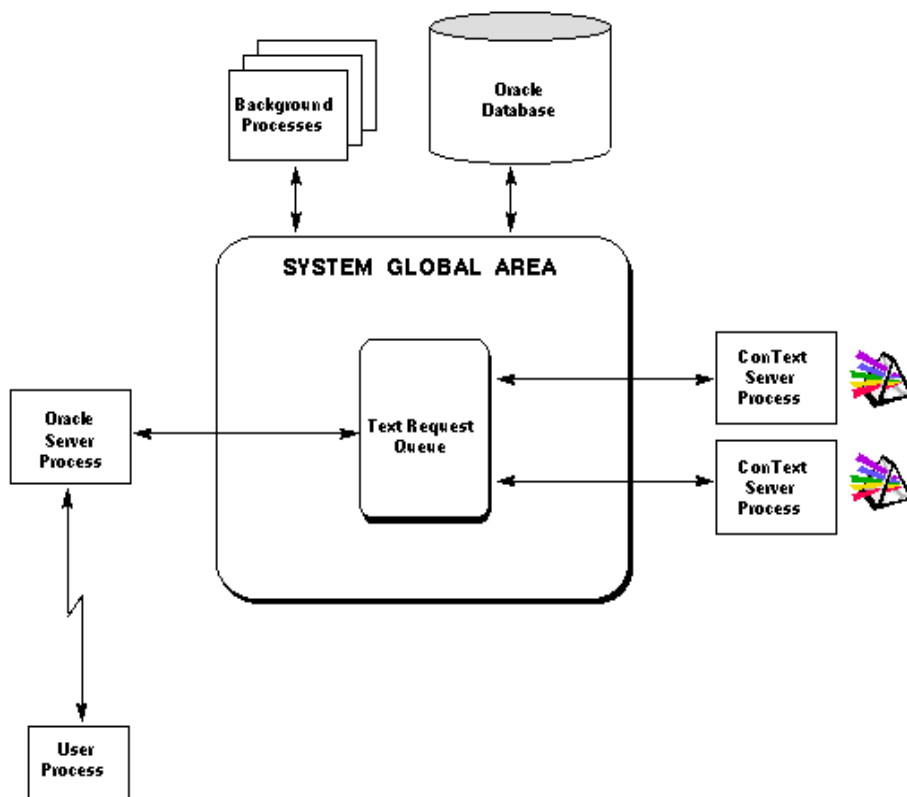 Background
Processes
Oracle
Database
SYSTEM GLOBAL AREA
Text Request
Queue
Oracle
Server
Process
ConText
Server
Process
ConText
Server
Process
User
Process